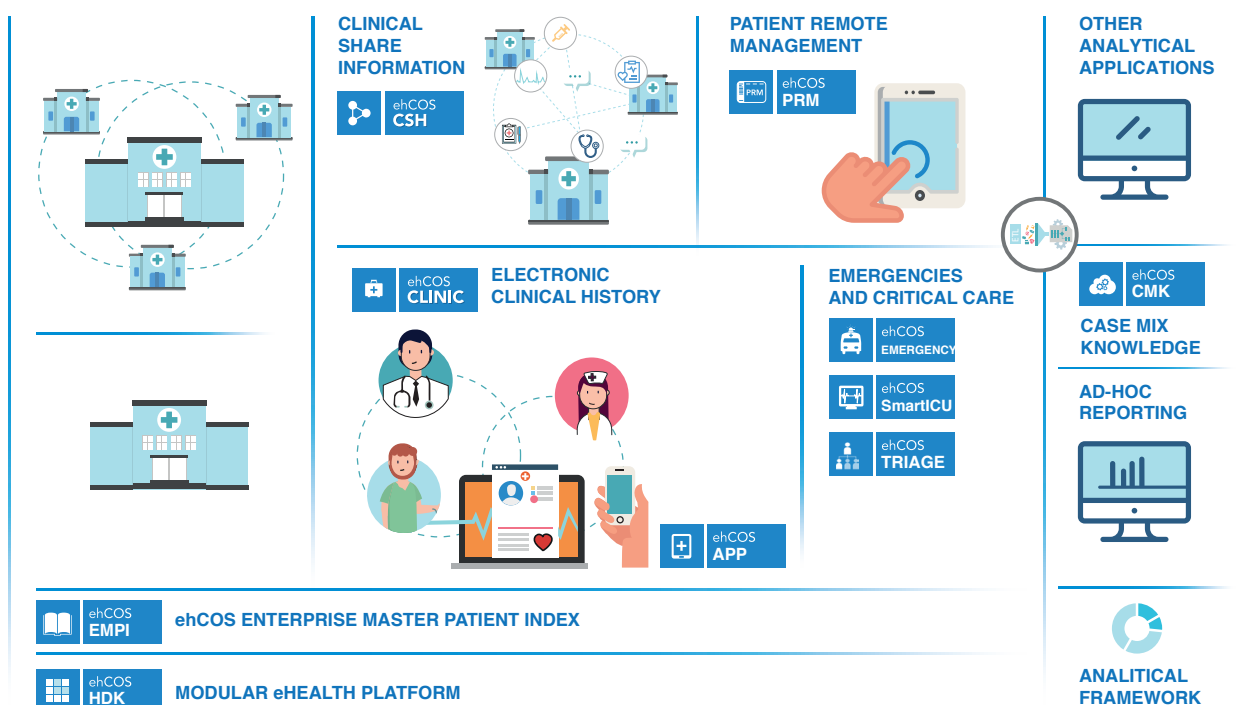 CLINICAL
SHARE
INFORMATION
ehCOS
CSH
PATIENT REMOTE
MANAGEMENT
PRM
ehCOS
PRM
OTHER
ANALYTICAL
APPLICATIONS
ehCOS
CLINIC
ELECTRONIC
CLINICAL HISTORY
ehCOS
APP
EMERGENCIES
AND CRITICAL CARE
ehCOS
EMERGENCY
ehCOS
SmartICU
ehCOS
TRIAGE
ehCOS
CMK
CASE MIX
KNOWLEDGE
AD-HOC
REPORTING
ehCOS
EMPI
ehCOS ENTERPRISE MASTER PATIENT INDEX
ehCOS
HDK
MODULAR eHEALTH PLATFORM
ANALITICAL
FRAMEWORK